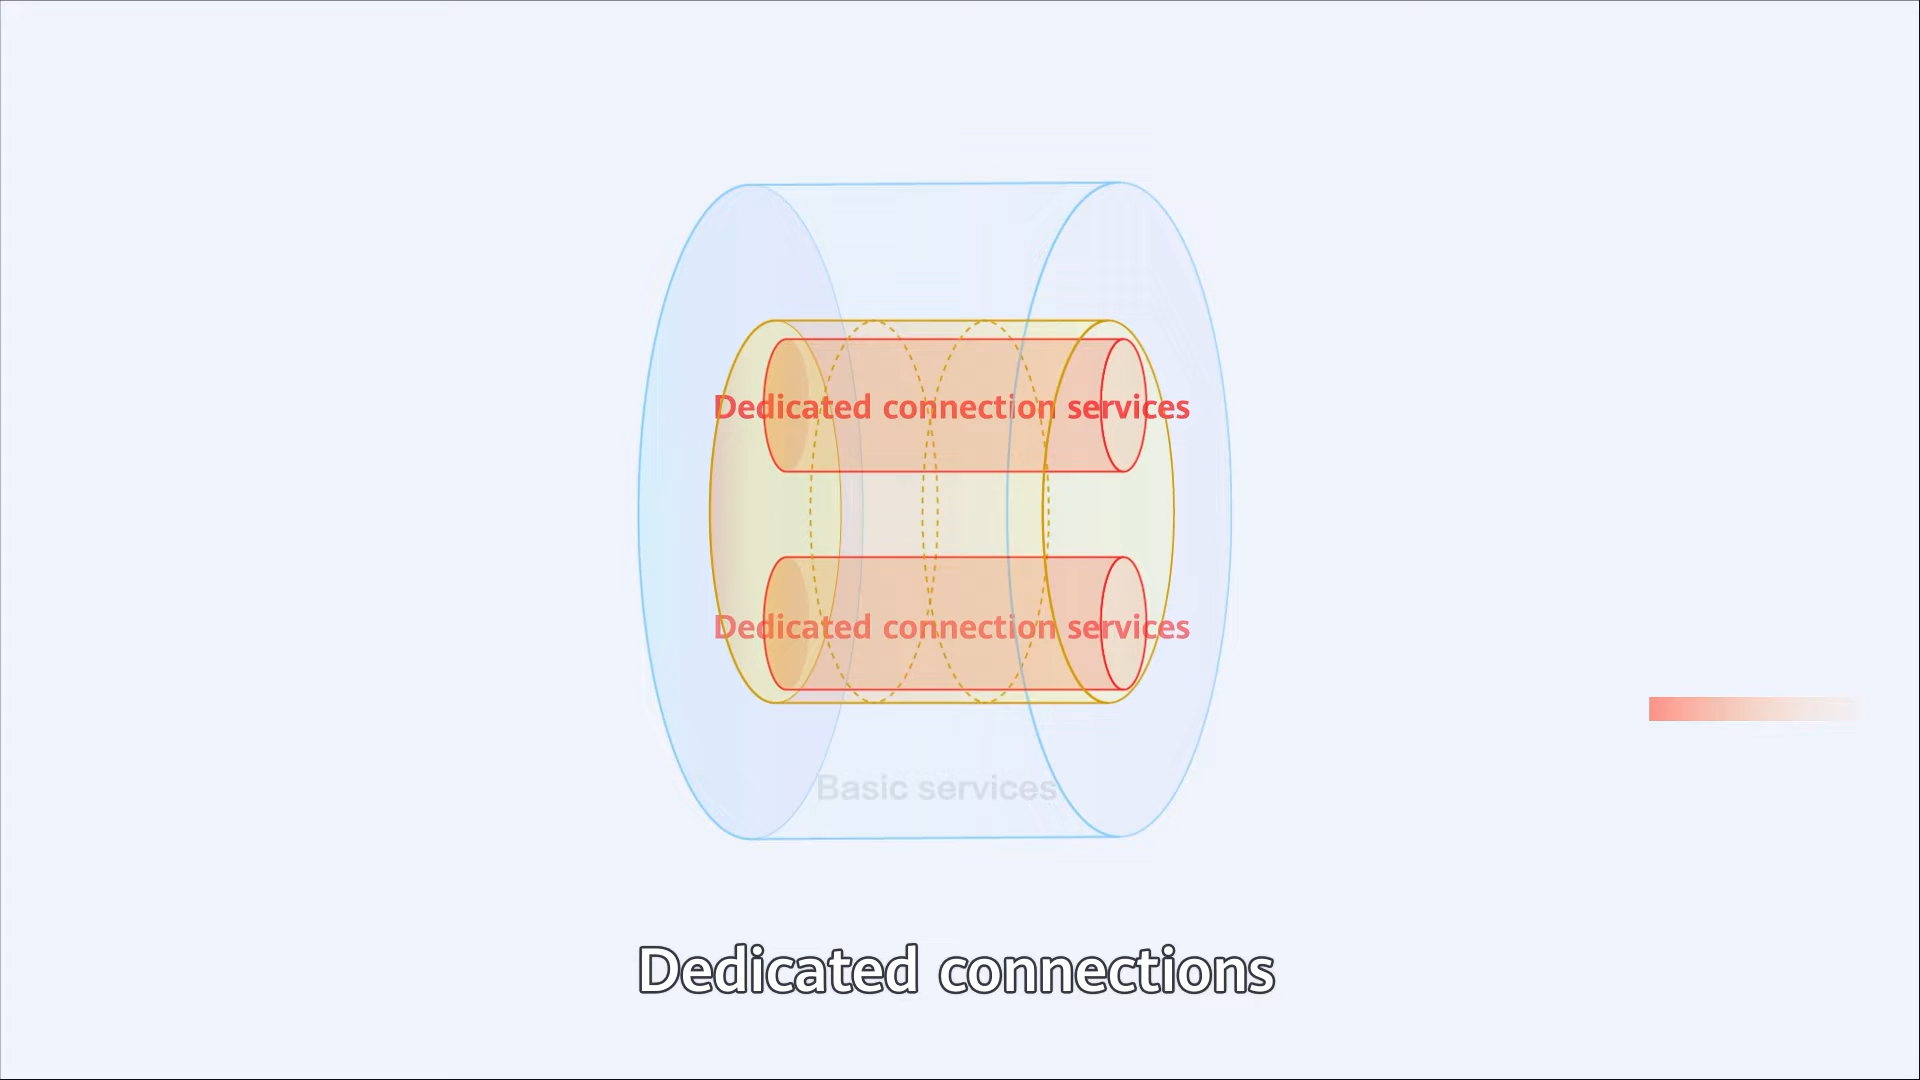 Dedicated connection services
Dedicated connection services
Basic services
Dedicated connections